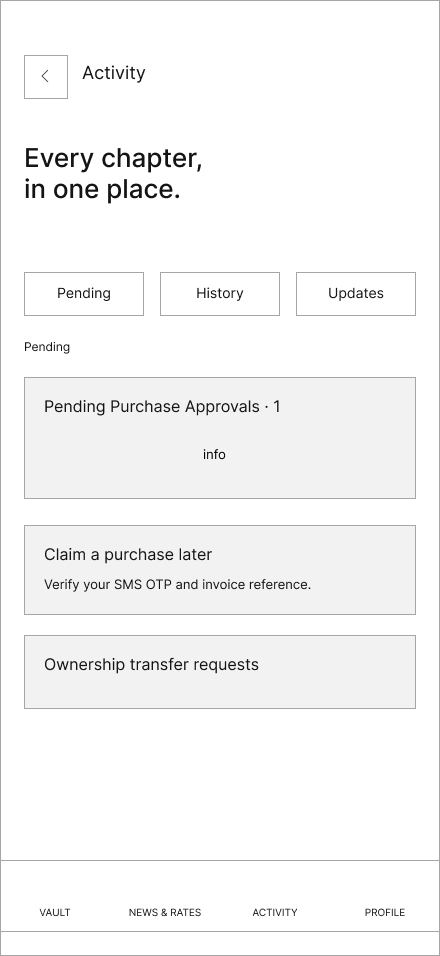 Activity
Every chapter,
in one place.
Pending
History
Updates
Pending
Pending Purchase Approvals · 1
info
Claim a purchase later
Verify your SMS OTP and invoice reference.
Ownership transfer requests
VAULT
NEWS & RATES
ACTIVITY
PROFILE